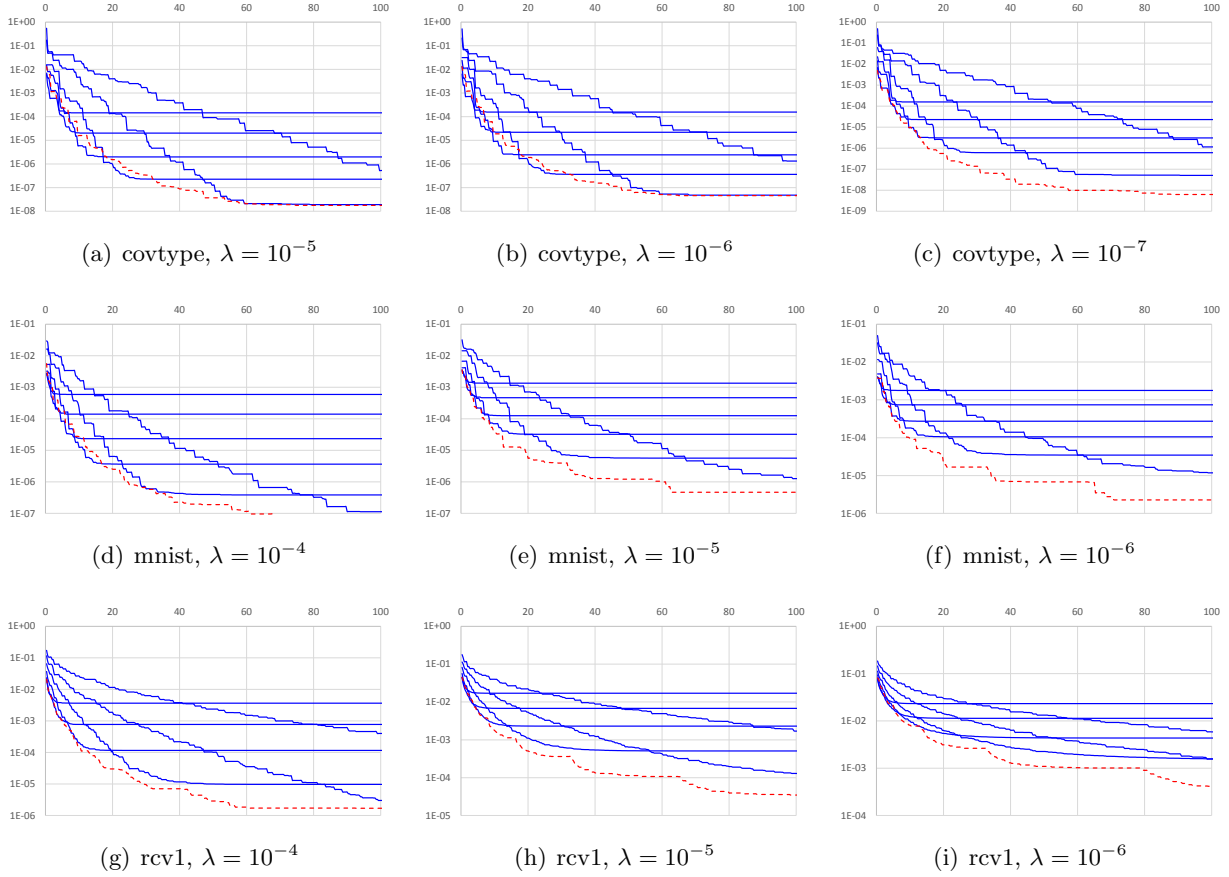 0 20 40 60 80 100 0 20 40 60 80 100 0 20 40 60 80 100
1E+00 1E+00 1E+00
1E-01 1E-01 1E-01
1E-02 1E-02 1E-02
1E-03 1E-03 1E-03
1E-04 1E-04 1E-04
1E-05 1E-05 1E-05
1E-06 1E-06 1E-06
1E-07 1E-07 1E-07
1E-08 1E-08 1E-08
1E-09
(a) covtype, λ = 10⁻⁵ (b) covtype, λ = 10⁻⁶ (c) covtype, λ = 10⁻⁷
0 20 40 60 80 100 0 20 40 60 80 100 0 20 40 60 80 100
1E-01 1E-01 1E-01
1E-02 1E-02 1E-02
1E-03 1E-03 1E-03
1E-04 1E-04 1E-04
1E-05 1E-05 1E-05
1E-06 1E-06 1E-06
1E-07 1E-07
(d) mnist, λ = 10⁻⁴ (e) mnist, λ = 10⁻⁵ (f) mnist, λ = 10⁻⁶
0 20 40 60 80 100 0 20 40 60 80 100 0 20 40 60 80 100
1E+00 1E+00 1E+00
1E-01 1E-01 1E-01
1E-02 1E-02 1E-02
1E-03 1E-03 1E-03
1E-04 1E-04 1E-04
1E-05 1E-05
1E-06
(g) rcv1, λ = 10⁻⁴ (h) rcv1, λ = 10⁻⁵ (i) rcv1, λ = 10⁻⁶